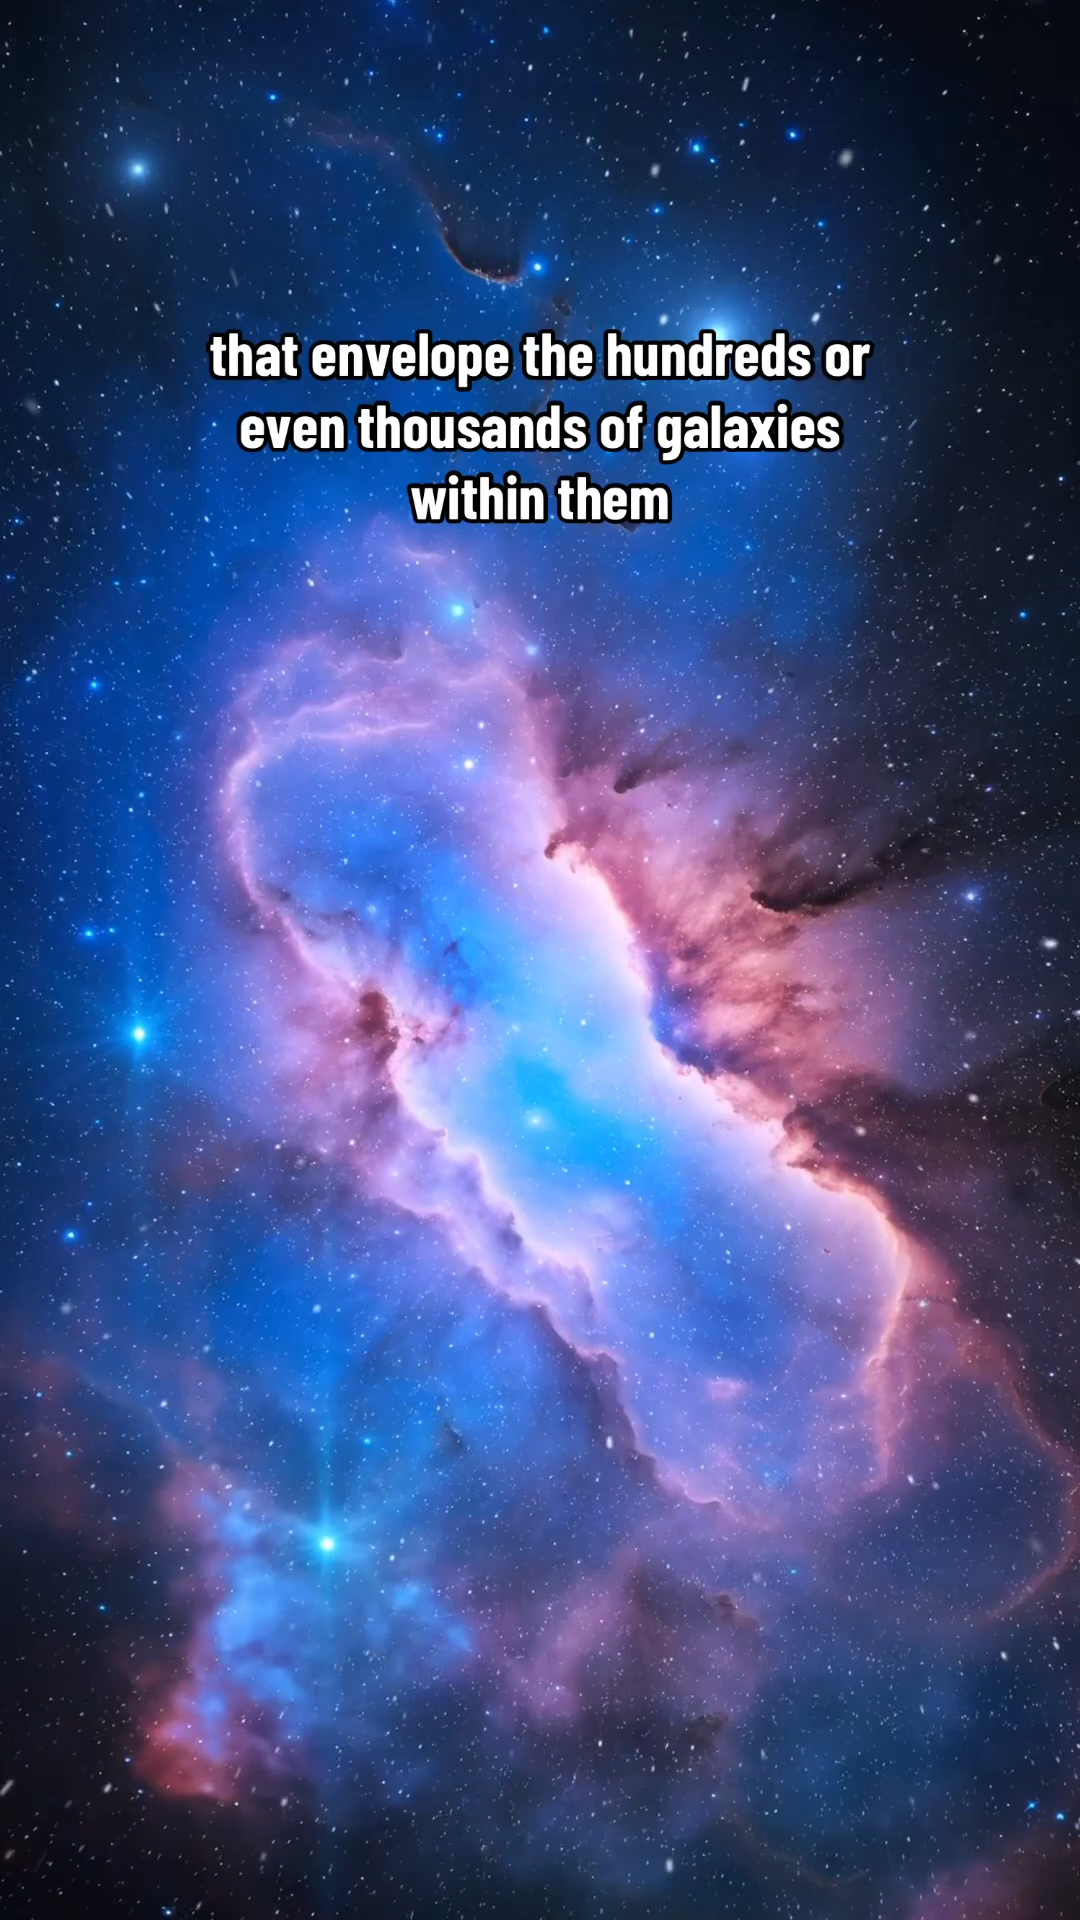 that envelope the hundreds or
even thousands of galaxies
within them